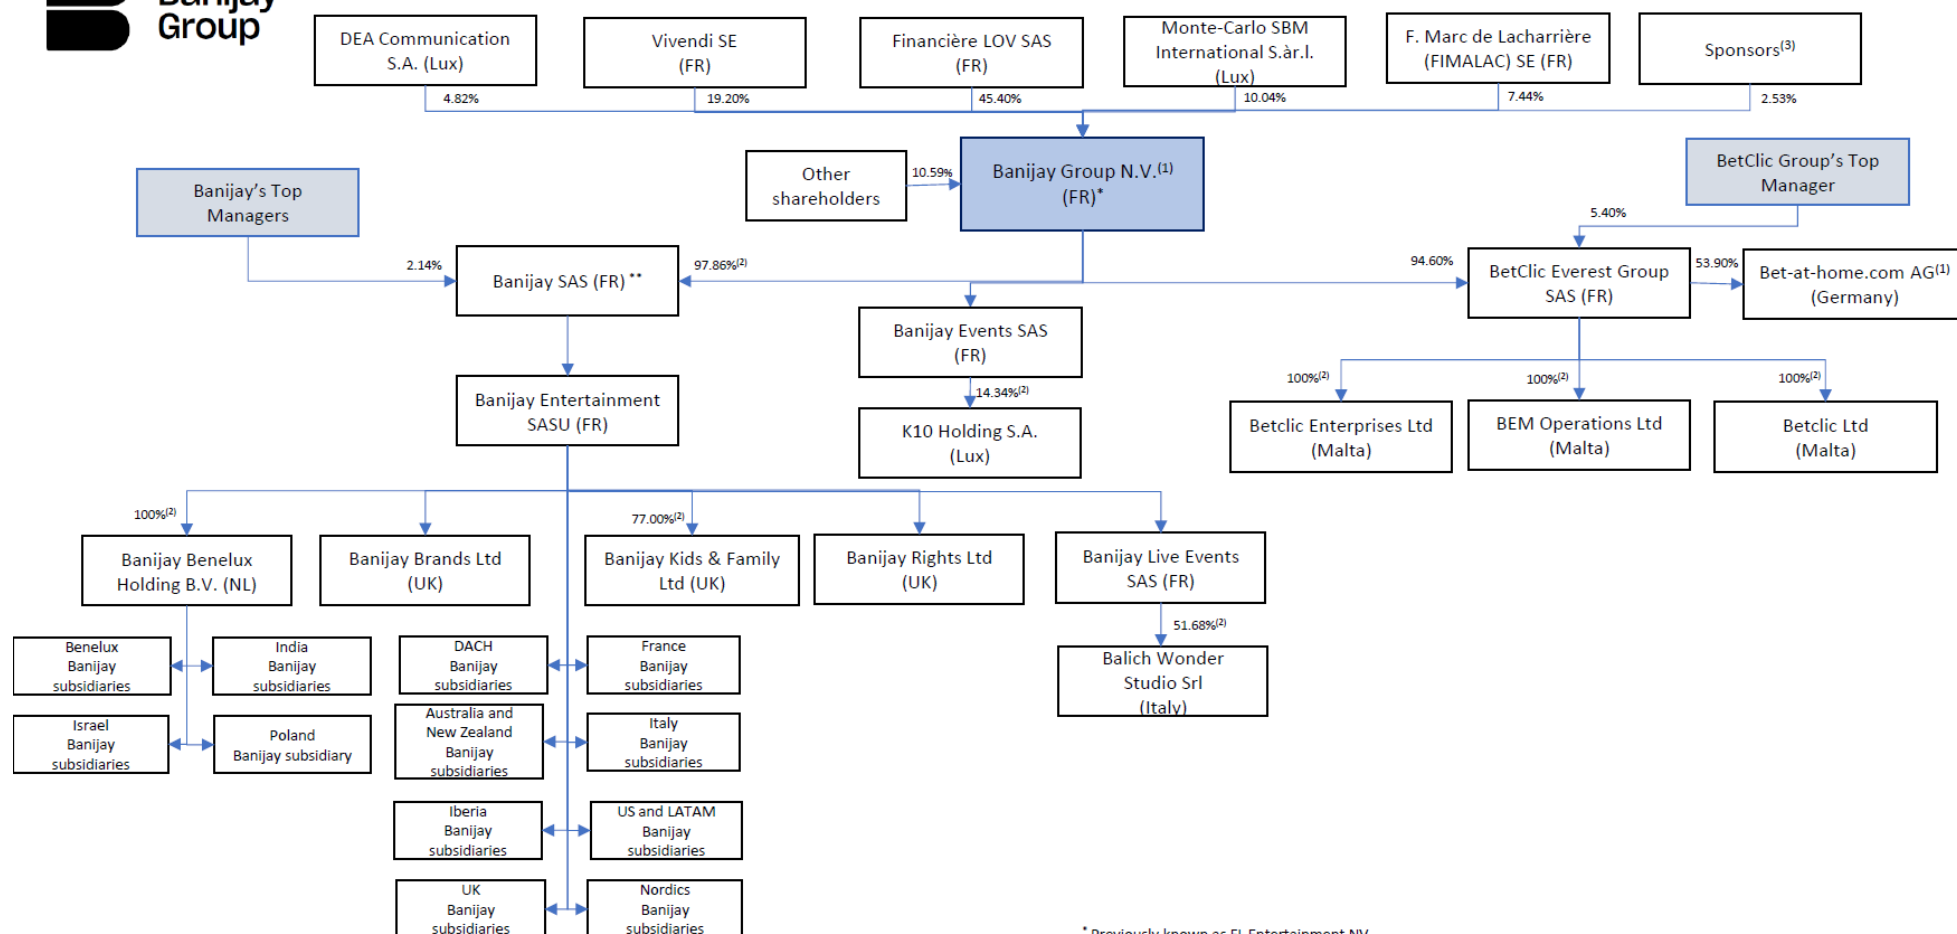 Banijay
Group
DEA Communication
S.A. (Lux)
Vivendi SE
(FR)
Financière LOV SAS
(FR)
Monte-Carlo SBM
International S.àr.l.
(Lux)
F. Marc de Lacharrière
(FIMALAC) SE (FR)
Sponsors(3)
4.82%
19.20%
45.40%
10.04%
7.44%
2.53%
Banijay's Top
Managers
Other
shareholders
10.59%
Banijay Group N.V.(1)
(FR)*
BetClic Group's Top
Manager
5.40%
2.14%
Banijay SAS (FR) **
97.86%(2)
94.60%
BetClic Everest Group
SAS (FR)
53.90%
Bet-at-home.com AG(1)
(Germany)
Banijay Events SAS
(FR)
14.34%(2)
K10 Holding S.A.
(Lux)
100%(2)
100%(2)
100%(2)
Betclic Enterprises Ltd
(Malta)
BEM Operations Ltd
(Malta)
Betclic Ltd
(Malta)
Banijay Entertainment
SASU (FR)
100%(2)
77.00%(2)
Banijay Benelux
Holding B.V. (NL)
Banijay Brands Ltd
(UK)
Banijay Kids & Family
Ltd (UK)
Banijay Rights Ltd
(UK)
Banijay Live Events
SAS (FR)
51.68%(2)
Balich Wonder
Studio Srl
(Italy)
Benelux
Banijay
subsidiaries
India
Banijay
subsidiaries
Israel
Banijay
subsidiaries
Poland
Banijay subsidiary
DACH
Banijay
subsidiaries
France
Banijay
subsidiaries
Australia and
New Zealand
Banijay
subsidiaries
Italy
Banijay
subsidiaries
Iberia
Banijay
subsidiaries
US and LATAM
Banijay
subsidiaries
UK
Banijay
subsidiaries
Nordics
Banijay
subsidiaries
* Previously known as FL Entertainment NV